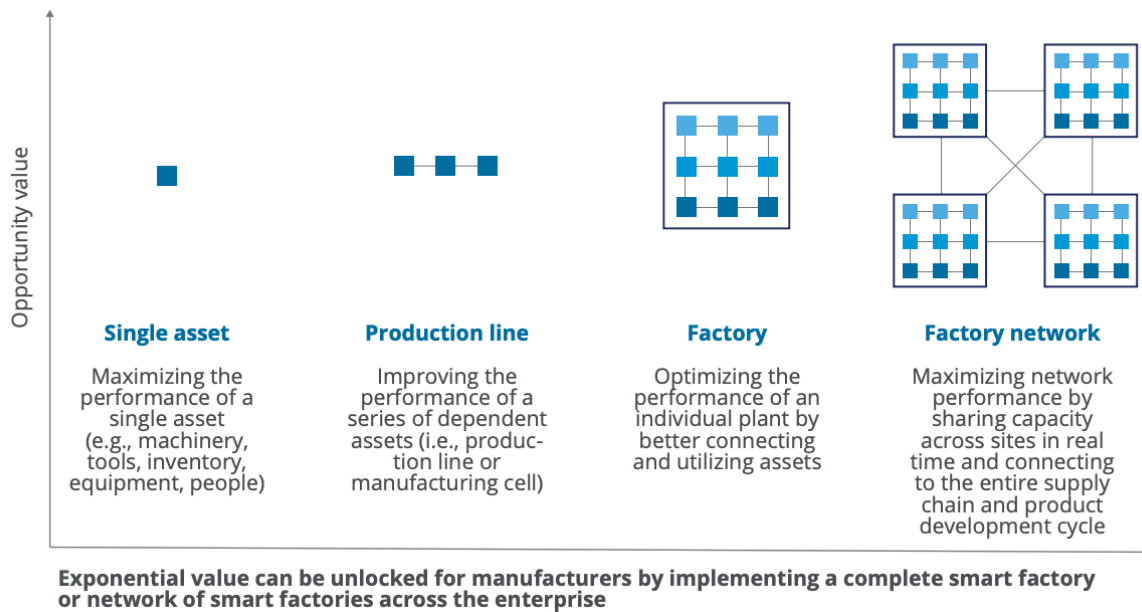 Opportunity value
Single asset
Maximizing the
performance of a
single asset
(e.g., machinery,
tools, inventory,
equipment, people)
Production line
Improving the
performance of a
series of dependent
assets (i.e., produc-
tion line or
manufacturing cell)
Factory
Optimizing the
performance of an
individual plant by
better connecting
and utilizing assets
Factory network
Maximizing network
performance by
sharing capacity
across sites in real
time and connecting
to the entire supply
chain and product
development cycle
Exponential value can be unlocked for manufacturers by implementing a complete smart factory
or network of smart factories across the enterprise